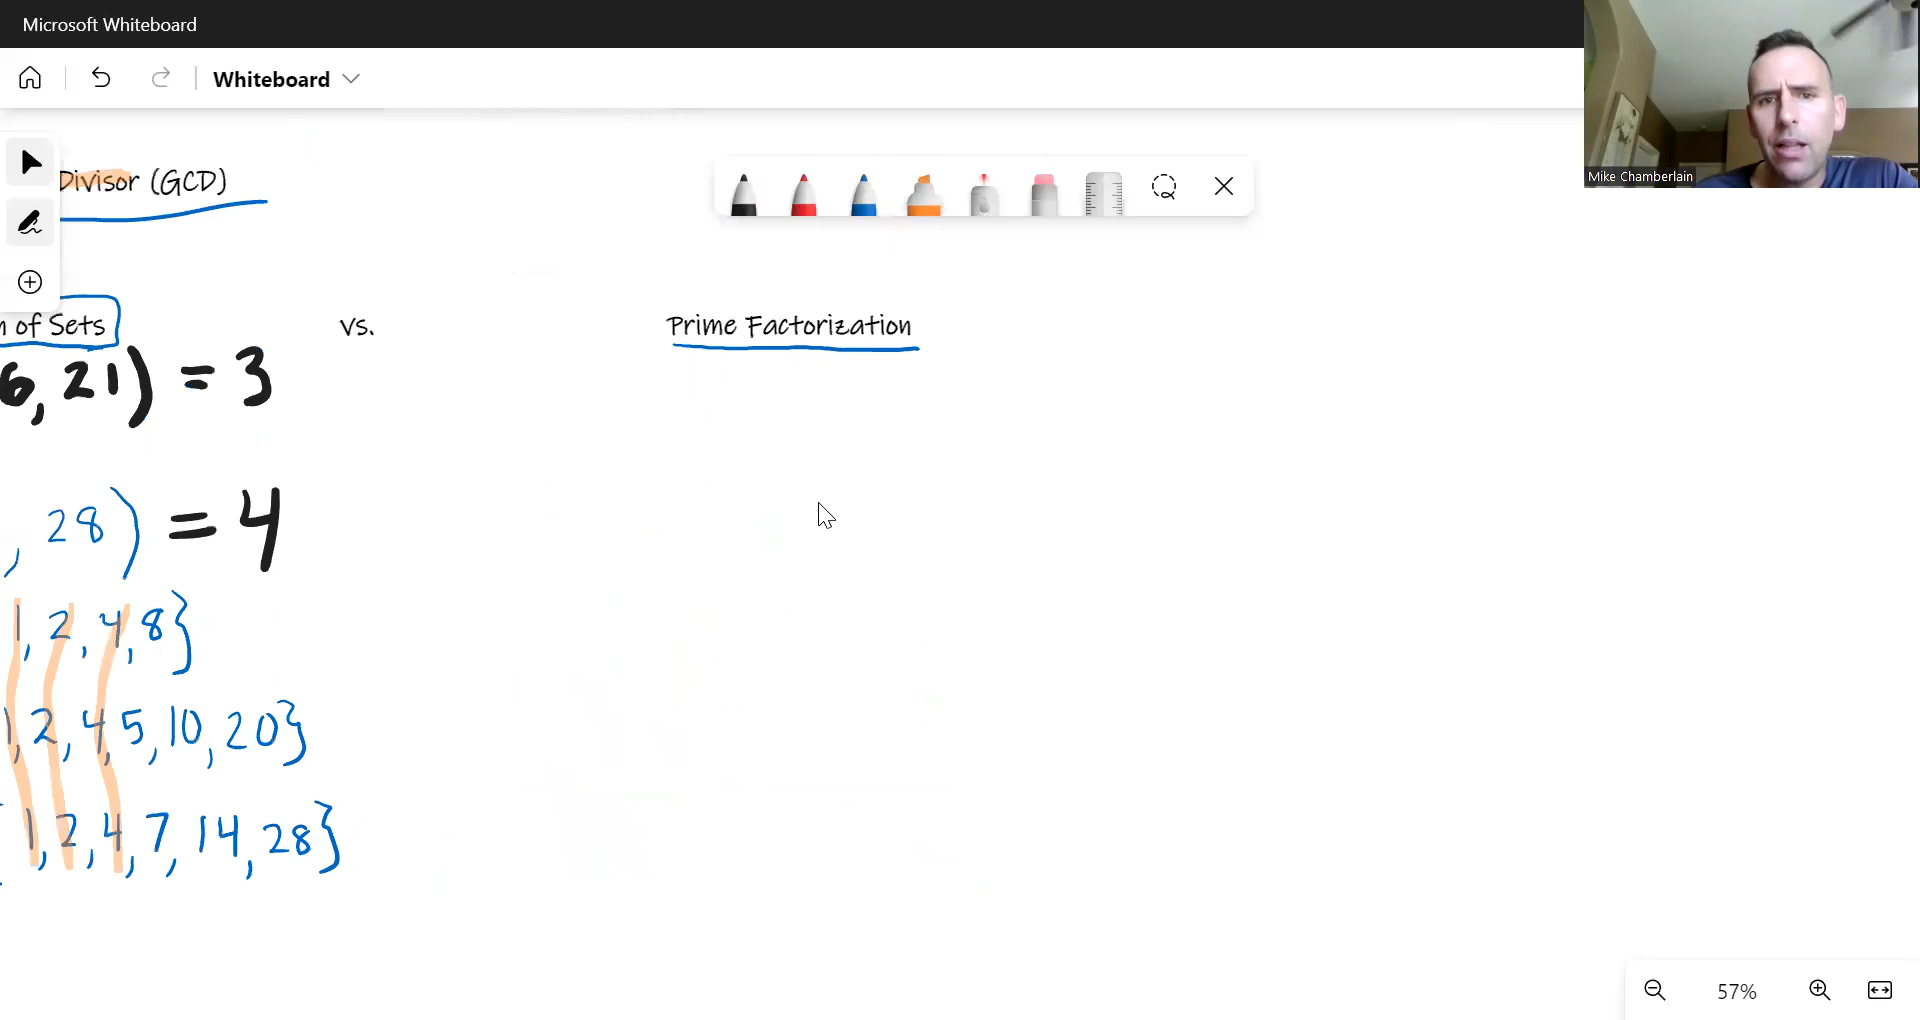 Microsoft Whiteboard
Whiteboard
Mike Chamberlain
Divisor (GCD)
n of Sets
vs.
Prime Factorization
6, 21) = 3
, 28) = 4
1, 2, 4, 8}
1, 2, 4, 5, 10, 20}
1, 2, 4, 7, 14, 28}
57%